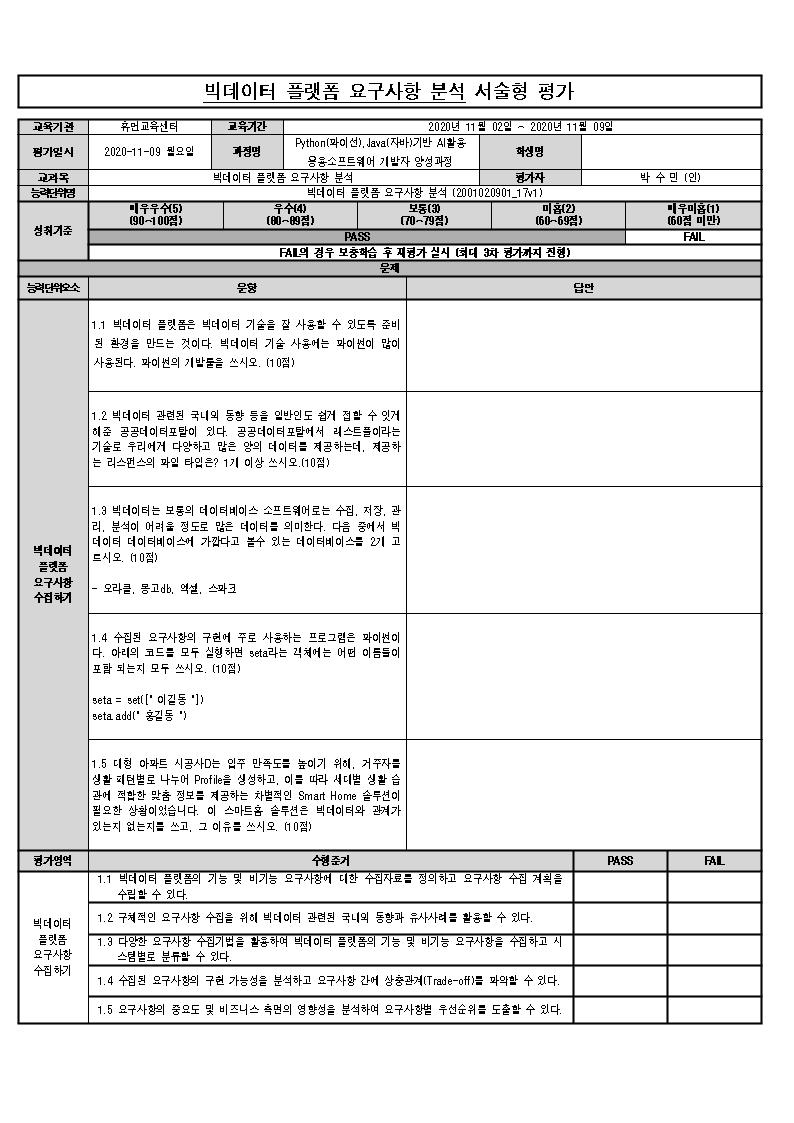 빅데이터 플랫폼 요구사항 분석 서술형 평가
교육기관 휴먼교육센터 교육기간 2020년 11월 02일 ~ 2020년 11월 09일
평가일시 2020-11-09 월요일 과정명 Python(파이썬),Java(자바)기반 AI활용 응용소프트웨어 개발자 양성과정 학생명
교과목 빅데이터 플랫폼 요구사항 분석 평가자 박 수 민 (인)
능력단위명 빅데이터 플랫폼 요구사항 분석 (2001020901_17v1)
성취기준 매우우수(5) 우수(4) 보통(3) 미흡(2) 매우미흡(1)
(90~100점) (80~89점) (70~79점) (60~69점) (60점 미만)
PASS FAIL
FAIL의 경우 보충학습 후 재평가 실시 (최대 3차 평가까지 진행)
문제
능력단위요소 문항 답안
빅데이터
플랫폼
요구사항
수집하기
1.1 빅데이터 플랫폼은 빅데이터 기술을 잘 사용할 수 있도록 준비
된 환경을 만드는 것이다. 빅데이터 기술 사용에는 파이썬이 많이
사용된다. 파이썬의 개발툴을 쓰시오. (10점)
1.2 빅데이터 관련된 국내외 동향 등을 일반인도 쉽게 접할 수 있게
해준 공공데이터포탈이 있다. 공공데이터포탈에서 레스트풀이라는
기술로 우리에게 다양하고 많은 양의 데이터를 제공하는데, 제공하
는 리스펀스의 파일 타입은? 1개 이상 쓰시오.(10점)
1.3 빅데이터는 보통의 데이터베이스 소프트웨어로는 수집, 저장, 관
리, 분석이 어려울 정도로 많은 데이터를 의미한다. 다음 중에서 빅
데이터 데이터베이스에 가깝다고 볼수 있는 데이터베이스를 2개 고
르시오. (10점)
- 오라클, 몽고db, 엑셀, 스파크
1.4 수집된 요구사항의 구현에 주로 사용하는 프로그램은 파이썬이
다. 아래의 코드를 모두 실행하면 seta라는 객체에는 어떤 이름들이
포함 되는지 모두 쓰시오. (10점)
seta = set([" 이길동 "])
seta.add(" 홍길동 ")
1.5 대형 아파트 시공사D는 입주 만족도를 높이기 위해, 거주자를
생활 패턴별로 나누어 Profile을 생성하고, 이를 따라 세대별 생활 습
관에 적합한 맞춤 정보를 제공하는 차별적인 Smart Home 솔루션이
필요한 상황이었습니다. 이 스마트홈 솔루션은 빅데이터와 관계가
있는지 없는지를 쓰고, 그 이유를 쓰시오. (10점)
평가영역 수행준거 PASS FAIL
빅데이터
플랫폼
요구사항
수집하기
1.1 빅데이터 플랫폼의 기능 및 비기능 요구사항에 대한 수집자료를 정의하고 요구사항 수집 계획을
수립할 수 있다.
1.2 구체적인 요구사항 수집을 위해 빅데이터 관련된 국내외 동향과 유사사례를 활용할 수 있다.
1.3 다양한 요구사항 수집기법을 활용하여 빅데이터 플랫폼의 기능 및 비기능 요구사항을 수집하고 시
스템별로 분류할 수 있다.
1.4 수집된 요구사항의 구현 가능성을 분석하고 요구사항 간에 상충관계(Trade-off)를 파악할 수 있다.
1.5 요구사항의 중요도 및 비즈니스 측면의 영향성을 분석하여 요구사항별 우선순위를 도출할 수 있다.